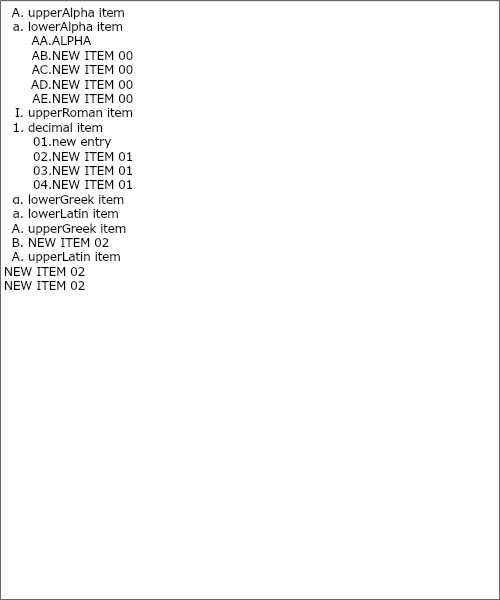 A. upperAlpha item
a. lowerAlpha item
AA.ALPHA
AB.NEW ITEM 00
AC.NEW ITEM 00
AD.NEW ITEM 00
AE.NEW ITEM 00
I. upperRoman item
1. decimal item
01.new entry
02.NEW ITEM 01
03.NEW ITEM 01
04.NEW ITEM 01
α. lowerGreek item
a. lowerLatin item
Α. upperGreek item
Β. NEW ITEM 02
A. upperLatin item
NEW ITEM 02
NEW ITEM 02